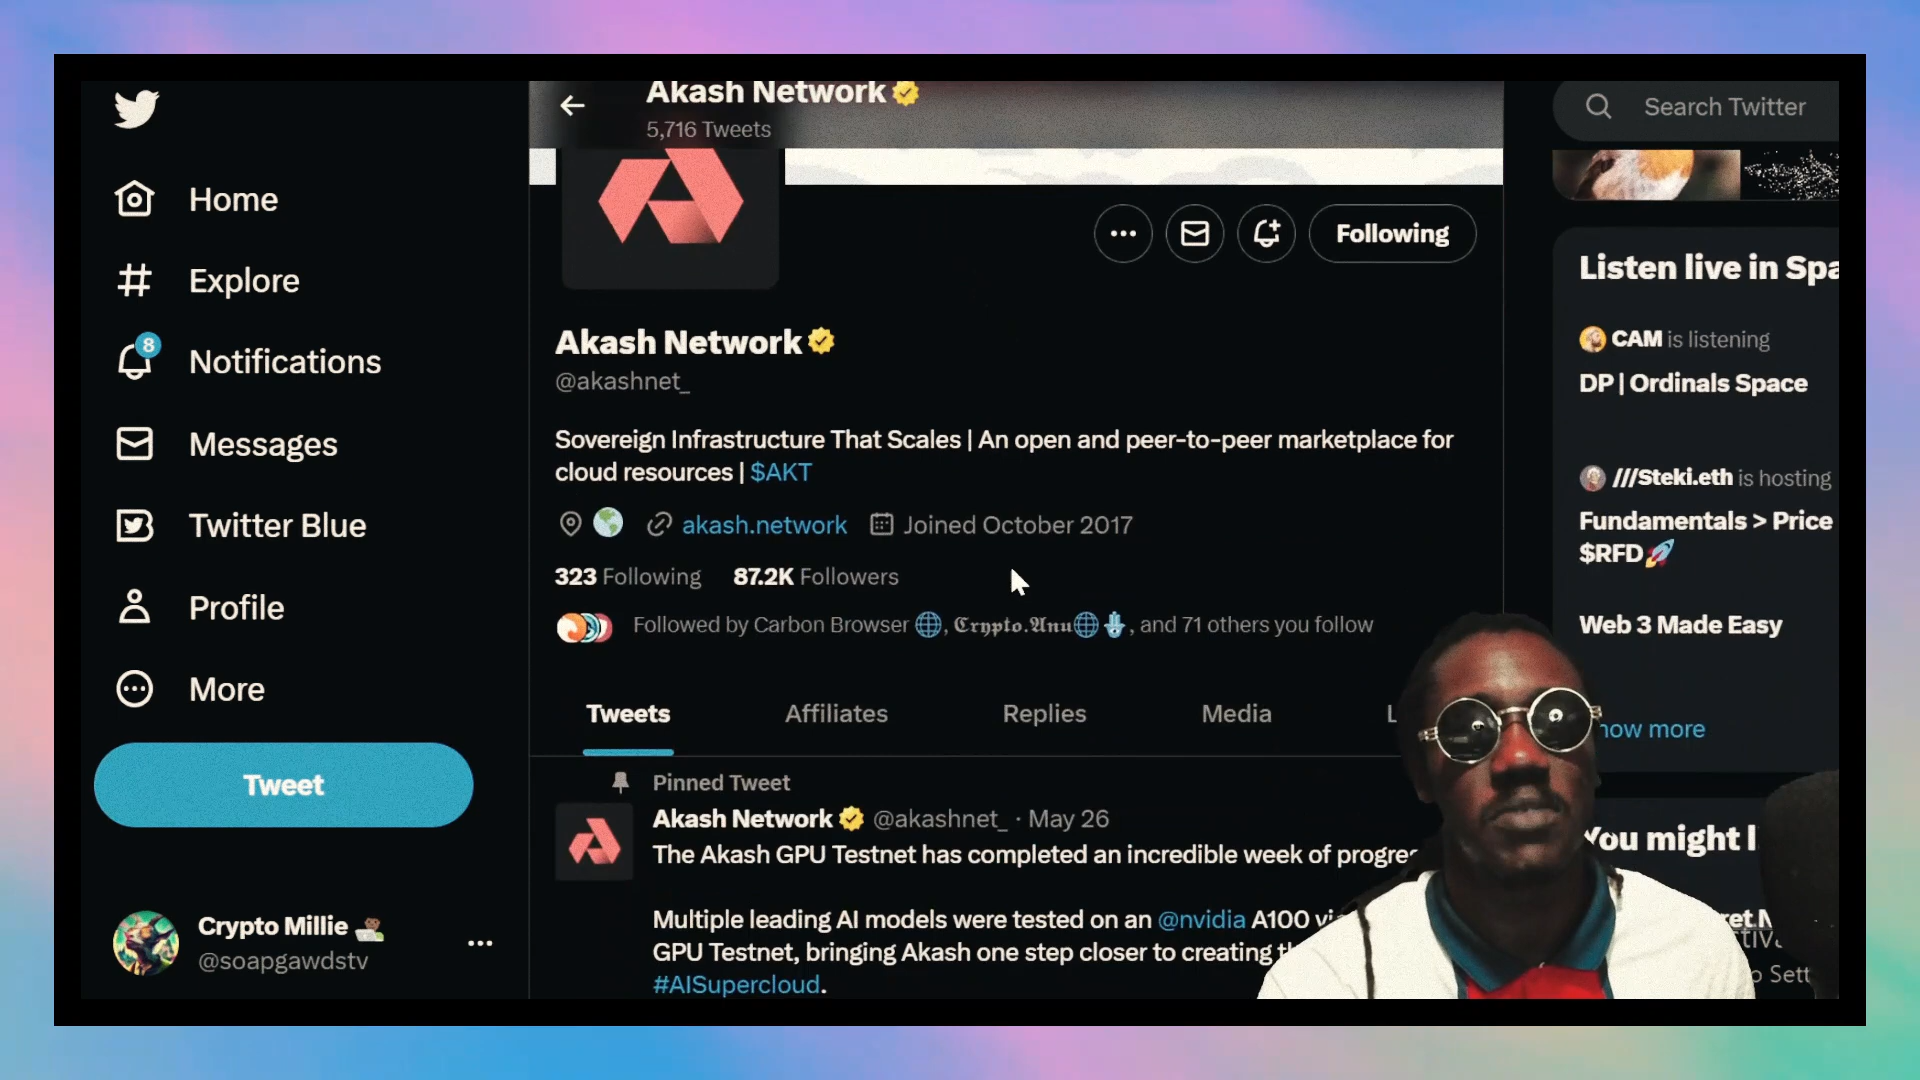 Home
Explore
8
Notifications
Messages
Twitter Blue
Profile
More
Tweet
Crypto Millie
@soapgawdstv
Akash Network
5,716 Tweets
Following
Akash Network
@akashnet_
Sovereign Infrastructure That Scales | An open and peer-to-peer marketplace for
cloud resources | $AKT
akash.network Joined October 2017
323 Following 87.2K Followers
Followed by Carbon Browser , 𝕮𝖗𝖞𝖕𝖙𝖔.𝕬𝖓𝖚 , and 71 others you follow
Tweets Affiliates Replies Media L
Pinned Tweet
Akash Network @akashnet_ · May 26
The Akash GPU Testnet has completed an incredible week of progre
Multiple leading AI models were tested on an @nvidia A100
GPU Testnet, bringing Akash one step closer to creating
#AISupercloud.
Search Twitter
Listen live in Spa
CAM is listening
DP | Ordinals Space
///Steki.eth is hosting
Fundamentals > Price
$RFD
Web 3 Made Easy
how more
You might l
o Sett